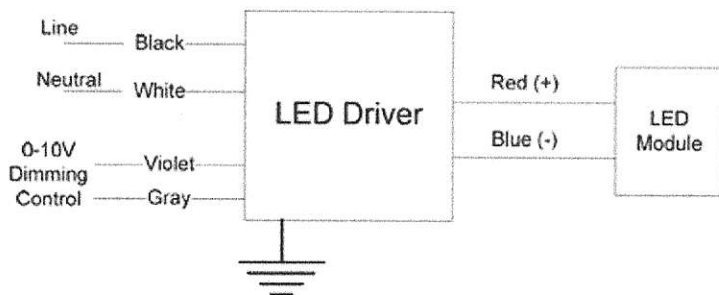 Line
Black
Neutral
White
LED Driver
0-10V
Dimming
Control
Violet
Gray
Red (+)
Blue (-)
LED
Module